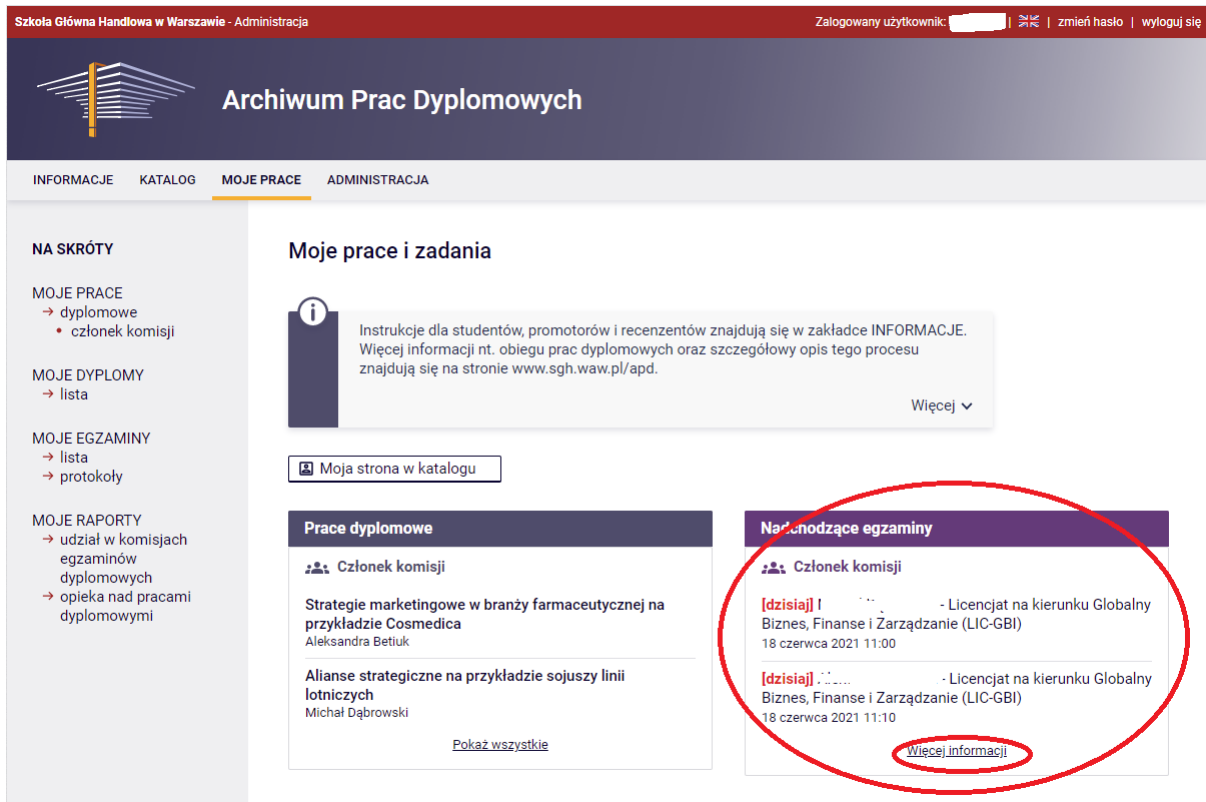 Szkoła Główna Handlowa w Warszawie - Administracja
Zalogowany użytkownik: | | zmień hasło | wyloguj się
Archiwum Prac Dyplomowych
INFORMACJE KATALOG MOJE PRACE ADMINISTRACJA
NA SKRÓTY
MOJE PRACE
→ dyplomowe
• członek komisji
MOJE DYPLOMY
→ lista
MOJE EGZAMINY
→ lista
→ protokoły
MOJE RAPORTY
→ udział w komisjach
egzaminów
dyplomowych
→ opieka nad pracami
dyplomowymi
Moje prace i zadania
Instrukcje dla studentów, promotorów i recenzentów znajdują się w zakładce INFORMACJE.
Więcej informacji nt. obiegu prac dyplomowych oraz szczegółowy opis tego procesu
znajdują się na stronie www.sgh.waw.pl/apd.
Więcej
Moja strona w katalogu
Prace dyplomowe
Członek komisji
Strategie marketingowe w branży farmaceutycznej na
przykładzie Cosmedica
Aleksandra Betiuk
Alianse strategiczne na przykładzie sojuszy linii
lotniczych
Michał Dąbrowski
Pokaż wszystkie
Nadchodzące egzaminy
Członek komisji
[dzisiaj] - Licencjat na kierunku Globalny
Biznes, Finanse i Zarządzanie (LIC-GBI)
18 czerwca 2021 11:00
[dzisiaj] - Licencjat na kierunku Globalny
Biznes, Finanse i Zarządzanie (LIC-GBI)
18 czerwca 2021 11:10
Więcej informacji